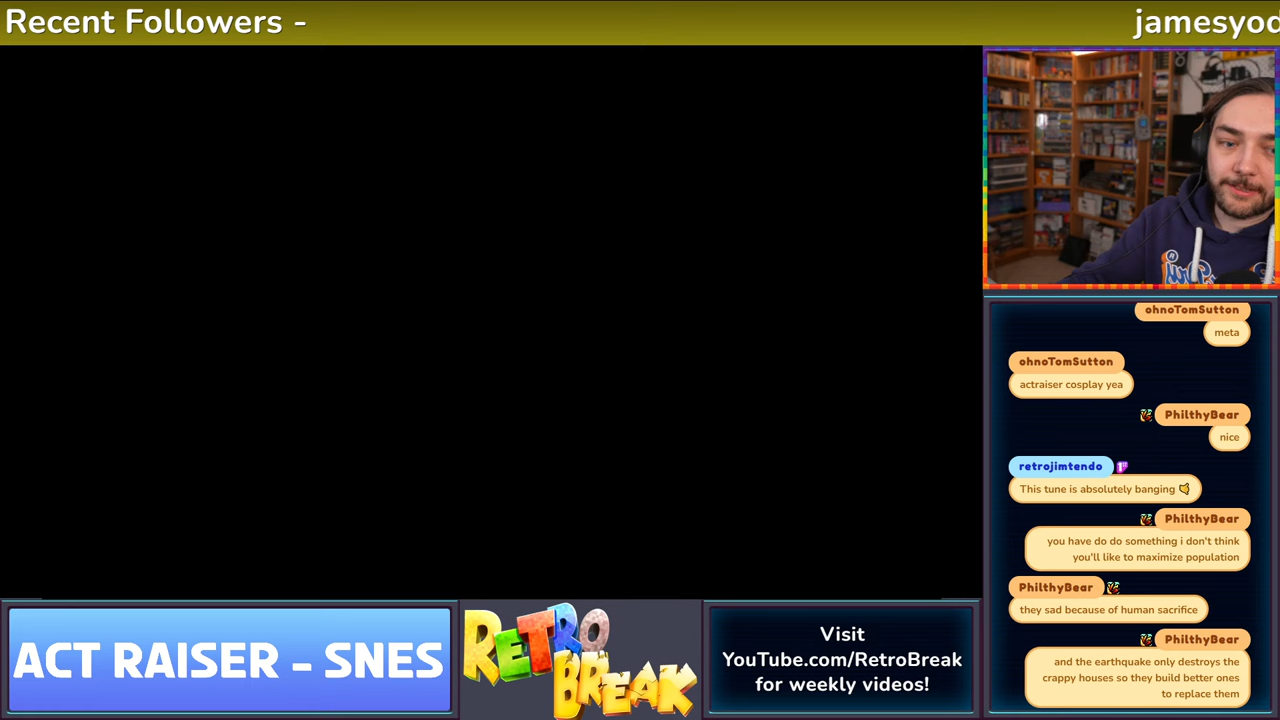 Recent Followers -
jamesyod
ohnoTomSutton
meta
ohnoTomSutton
actraiser cosplay yea
PhilthyBear
nice
retrojimtendo
This tune is absolutely banging
PhilthyBear
you have do do something i don't think
you'll like to maximize population
PhilthyBear
they sad because of human sacrifice
PhilthyBear
and the earthquake only destroys the
crappy houses so they build better ones
to replace them
ACT RAISER - SNES
RETRO
BREAK
Visit
YouTube.com/RetroBreak
for weekly videos!